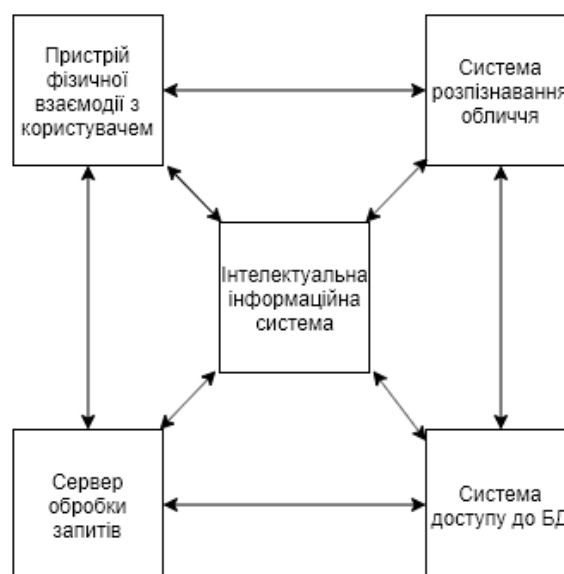 Пристрій
фізичної
взаємодії з
користувачем
Система
розпізнавання
обличчя
Інтелектуальна
інформаційна
система
Сервер
обробки
запитів
Система
доступу до БД